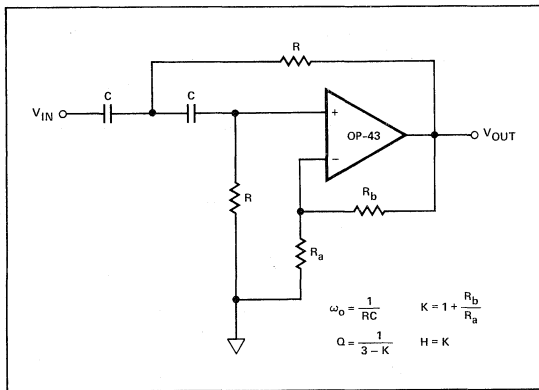 R
C
C
V_IN
+
OP-43
−
V_OUT
R
R_b
R_a
ω_o = 1/RC
K = 1 + R_b/R_a
Q = 1/(3 − K)
H = K